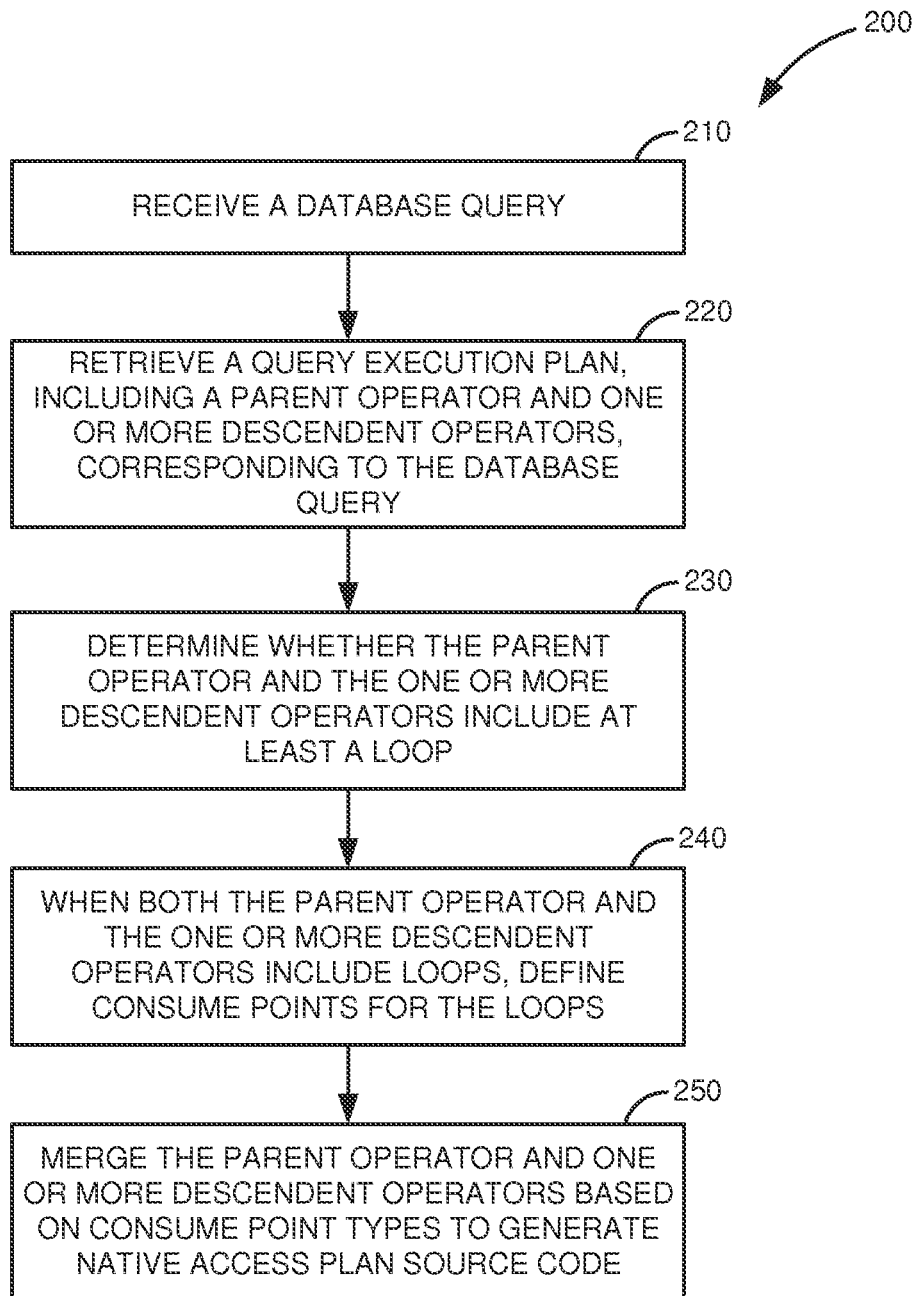 200
210
RECEIVE A DATABASE QUERY
220
RETRIEVE A QUERY EXECUTION PLAN,
INCLUDING A PARENT OPERATOR AND ONE
OR MORE DESCENDENT OPERATORS,
CORRESPONDING TO THE DATABASE
QUERY
230
DETERMINE WHETHER THE PARENT
OPERATOR AND THE ONE OR MORE
DESCENDENT OPERATORS INCLUDE AT
LEAST A LOOP
240
WHEN BOTH THE PARENT OPERATOR AND
THE ONE OR MORE DESCENDENT
OPERATORS INCLUDE LOOPS, DEFINE
CONSUME POINTS FOR THE LOOPS
250
MERGE THE PARENT OPERATOR AND ONE
OR MORE DESCENDENT OPERATORS BASED
ON CONSUME POINT TYPES TO GENERATE
NATIVE ACCESS PLAN SOURCE CODE